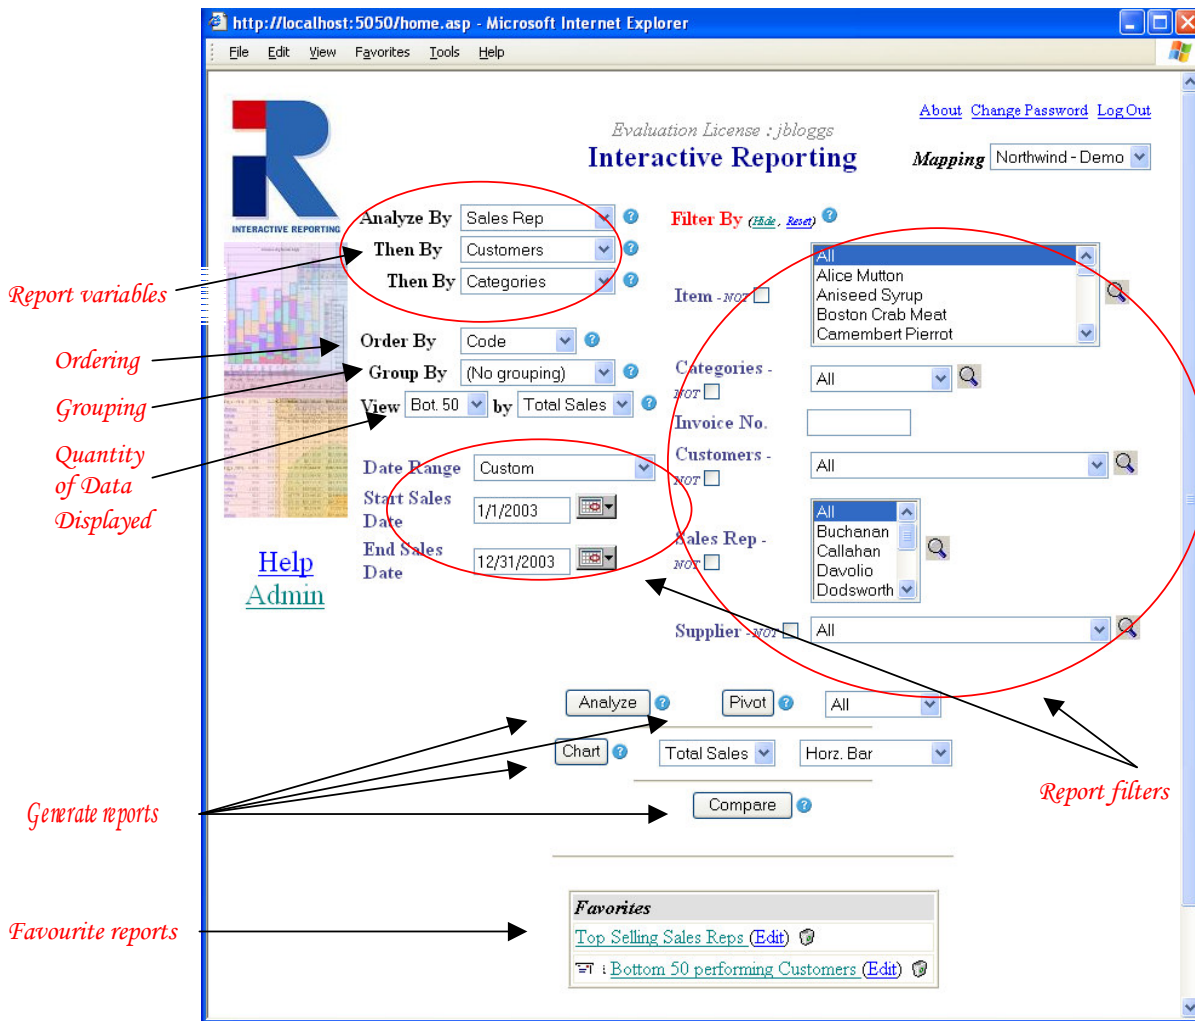 http://localhost:5050/home.asp - Microsoft Internet Explorer
File Edit View Favorites Tools Help
About Change Password Log Out
Evaluation License : jbloggs
Interactive Reporting
Mapping Northwind - Demo
INTERACTIVE REPORTING
Analyze By Sales Rep
Then By Customers
Then By Categories
Order By Code
Group By (No grouping)
View Bot. 50 by Total Sales
Date Range Custom
Start Sales Date 1/1/2003
End Sales Date 12/31/2003
Help
Admin
Filter By (Hide, Reset)
Item - NOT
All
Alice Mutton
Aniseed Syrup
Boston Crab Meat
Camembert Pierrot
Categories - NOT All
Invoice No.
Customers - NOT All
Sales Rep - NOT
All
Buchanan
Callahan
Davolio
Dodsworth
Supplier - NOT All
Analyze Pivot All
Chart Total Sales Horz. Bar
Compare
Favorites
Top Selling Sales Reps (Edit)
Bottom 50 performing Customers (Edit)
Report variables
Ordering
Grouping
Quantity
of Data
Displayed
Generate reports
Favourite reports
Report filters